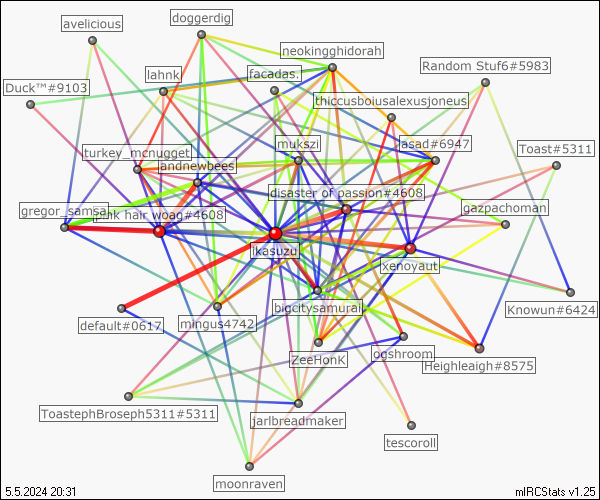 avelicious
doggerdig
neokingghidorah
Random Stuf6#5983
lahnk
facadas.
Duck™#9103
thiccusboiusalexusjoneus
mukszi
lasad#6947
Toast#5311
turkey_mcnugget
andnewbees
disaster of passion#4608
gregor_samsa
pink hair woag#4608
gazpachoman
ikasuzu
xenoyaut
bigcitysamurai
Knowun#6424
default#0617
mingus4742
ZeeHonK
ogshroom
Heighleigh#8575
ToastephBroseph5311#5311
jarlbreadmaker
tescoroll
moonraven
5.5.2024 20:31
mIRCStats v1.25